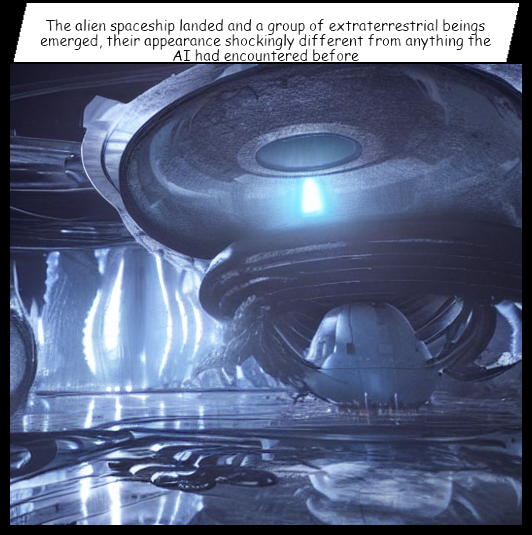 The alien spaceship landed and a group of extraterrestrial beings
emerged, their appearance shockingly different from anything the
AI had encountered before